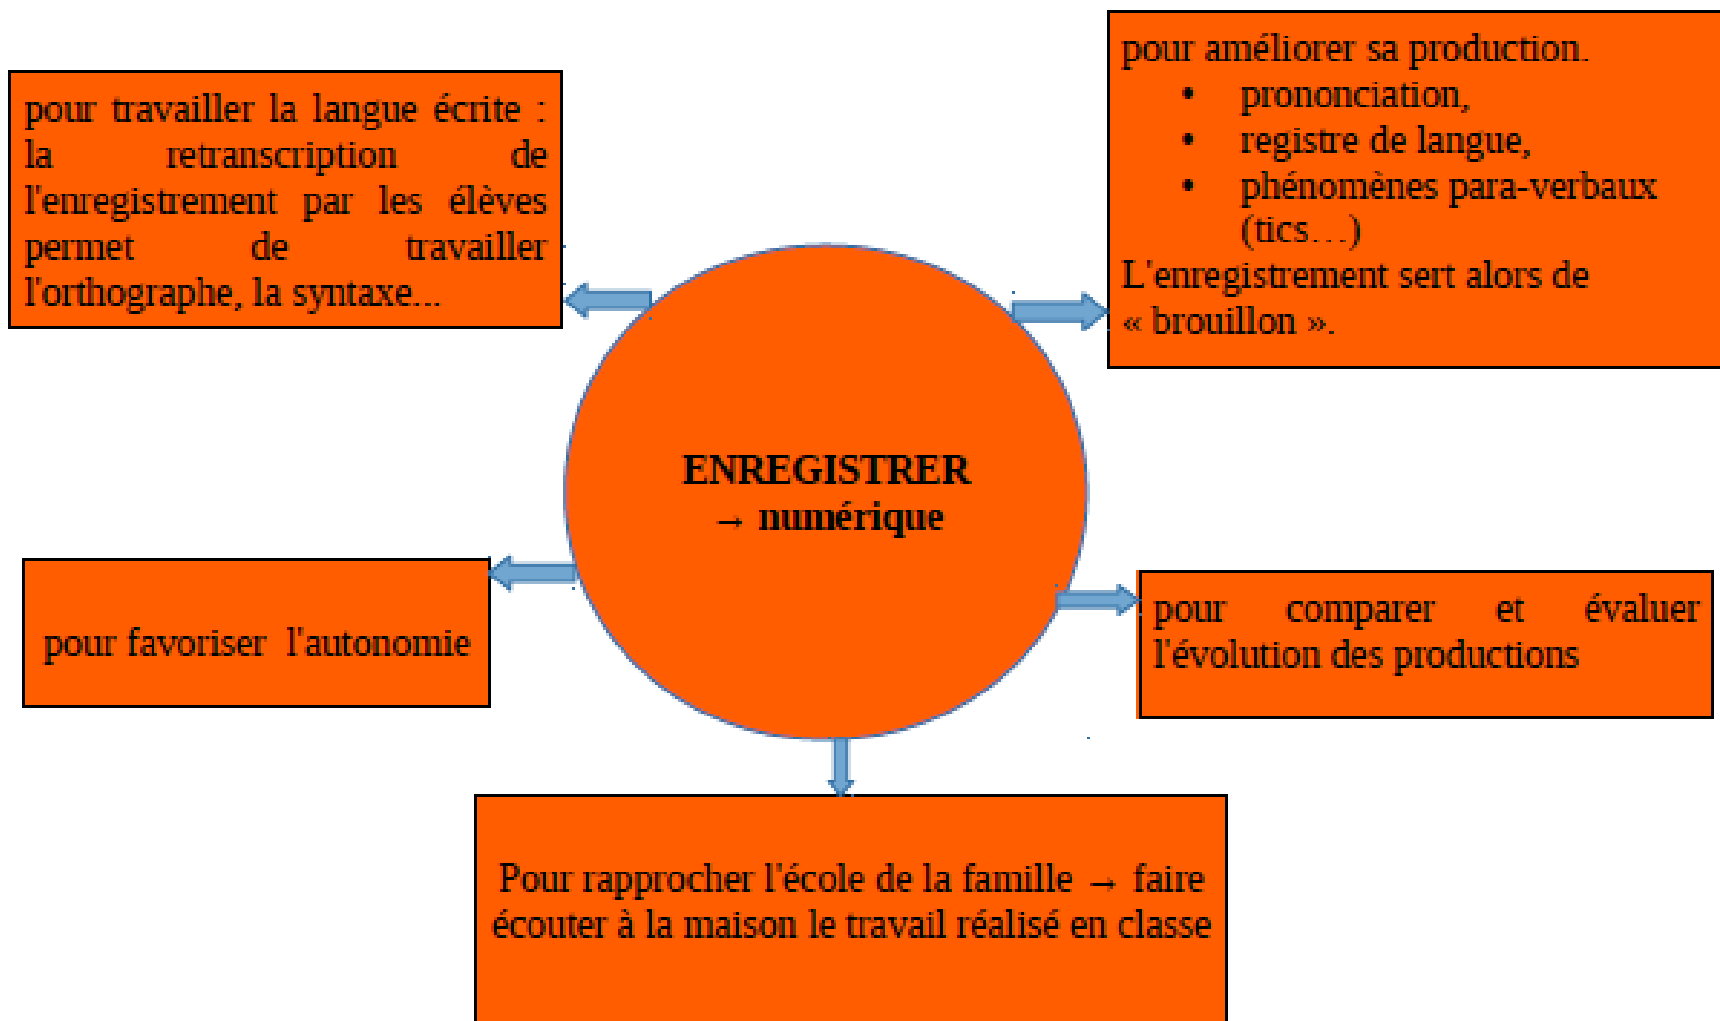 pour travailler la langue écrite :
la retranscription de
l'enregistrement par les élèves
permet de travailler
l'orthographe, la syntaxe...
pour améliorer sa production.
• prononciation,
• registre de langue,
• phénomènes para-verbaux
(tics…)
L'enregistrement sert alors de
« brouillon ».
ENREGISTRER
→ numérique
pour favoriser l'autonomie
pour comparer et évaluer
l'évolution des productions
Pour rapprocher l'école de la famille → faire
écouter à la maison le travail réalisé en classe